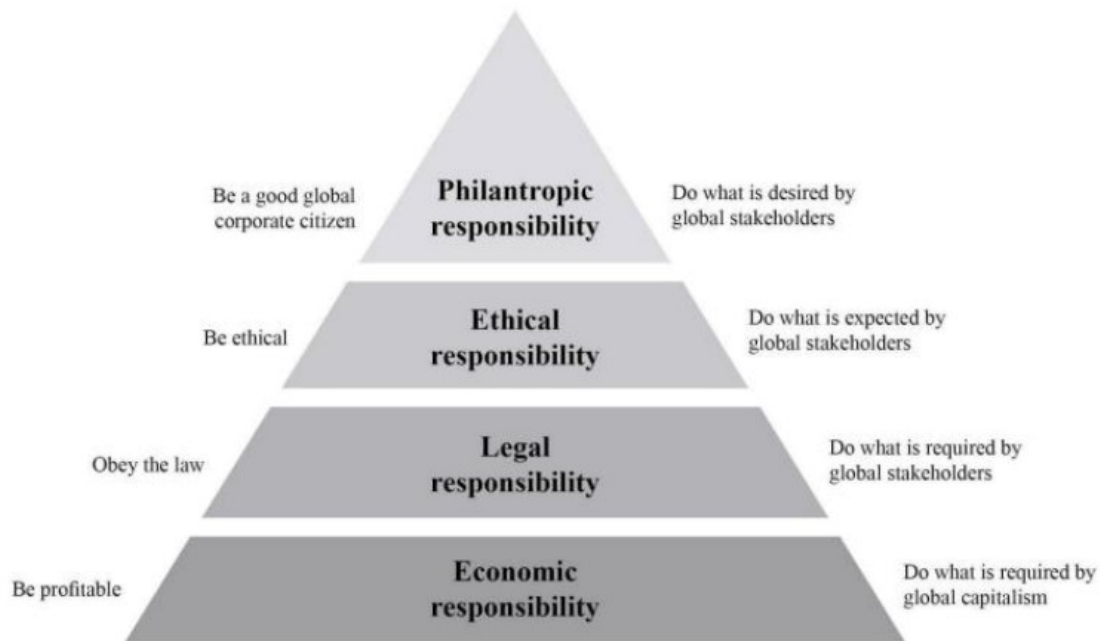 Philantropic
responsibility
Be a good global
corporate citizen
Do what is desired by
global stakeholders
Ethical
responsibility
Be ethical
Do what is expected by
global stakeholders
Legal
responsibility
Obey the law
Do what is required by
global stakeholders
Economic
responsibility
Be profitable
Do what is required by
global capitalism